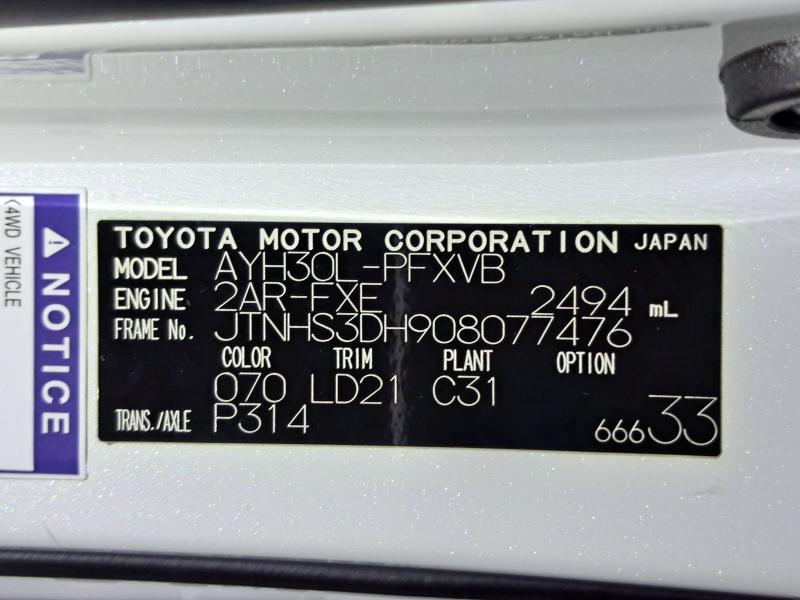 TOYOTA MOTOR CORPORATION JAPAN
MODEL AYH30L-PFXVB
ENGINE 2AR-FXE 2494 mL
FRAME No. JTNHS3DH908077476
COLOR TRIM PLANT OPTION
070 LD21 C31
TRANS./AXLE P314
66633
NOTICE
(4WD VEHICLE